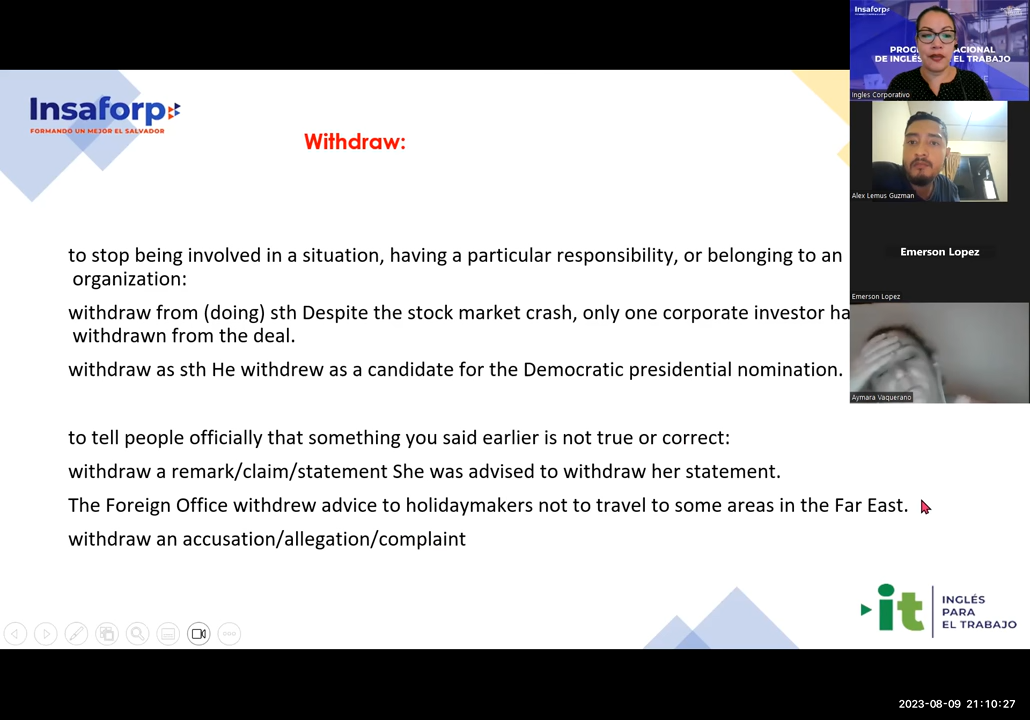 Insaforp
FORMANDO UN MEJOR EL SALVADOR
Withdraw:
to stop being involved in a situation, having a particular responsibility, or belonging to an
organization:
withdraw from (doing) sth Despite the stock market crash, only one corporate investor ha
withdrawn from the deal.
withdraw as sth He withdrew as a candidate for the Democratic presidential nomination.
to tell people officially that something you said earlier is not true or correct:
withdraw a remark/claim/statement She was advised to withdraw her statement.
The Foreign Office withdrew advice to holidaymakers not to travel to some areas in the Far East.
withdraw an accusation/allegation/complaint
it
INGLÉS
PARA
EL TRABAJO
Insaforp
DE INGLÉS EL TRABAJO
Ingles Corporativo
Alex Lemus Guzman
Emerson Lopez
Emerson Lopez
Aymara Vaquerano
2023-08-09 21:10:27